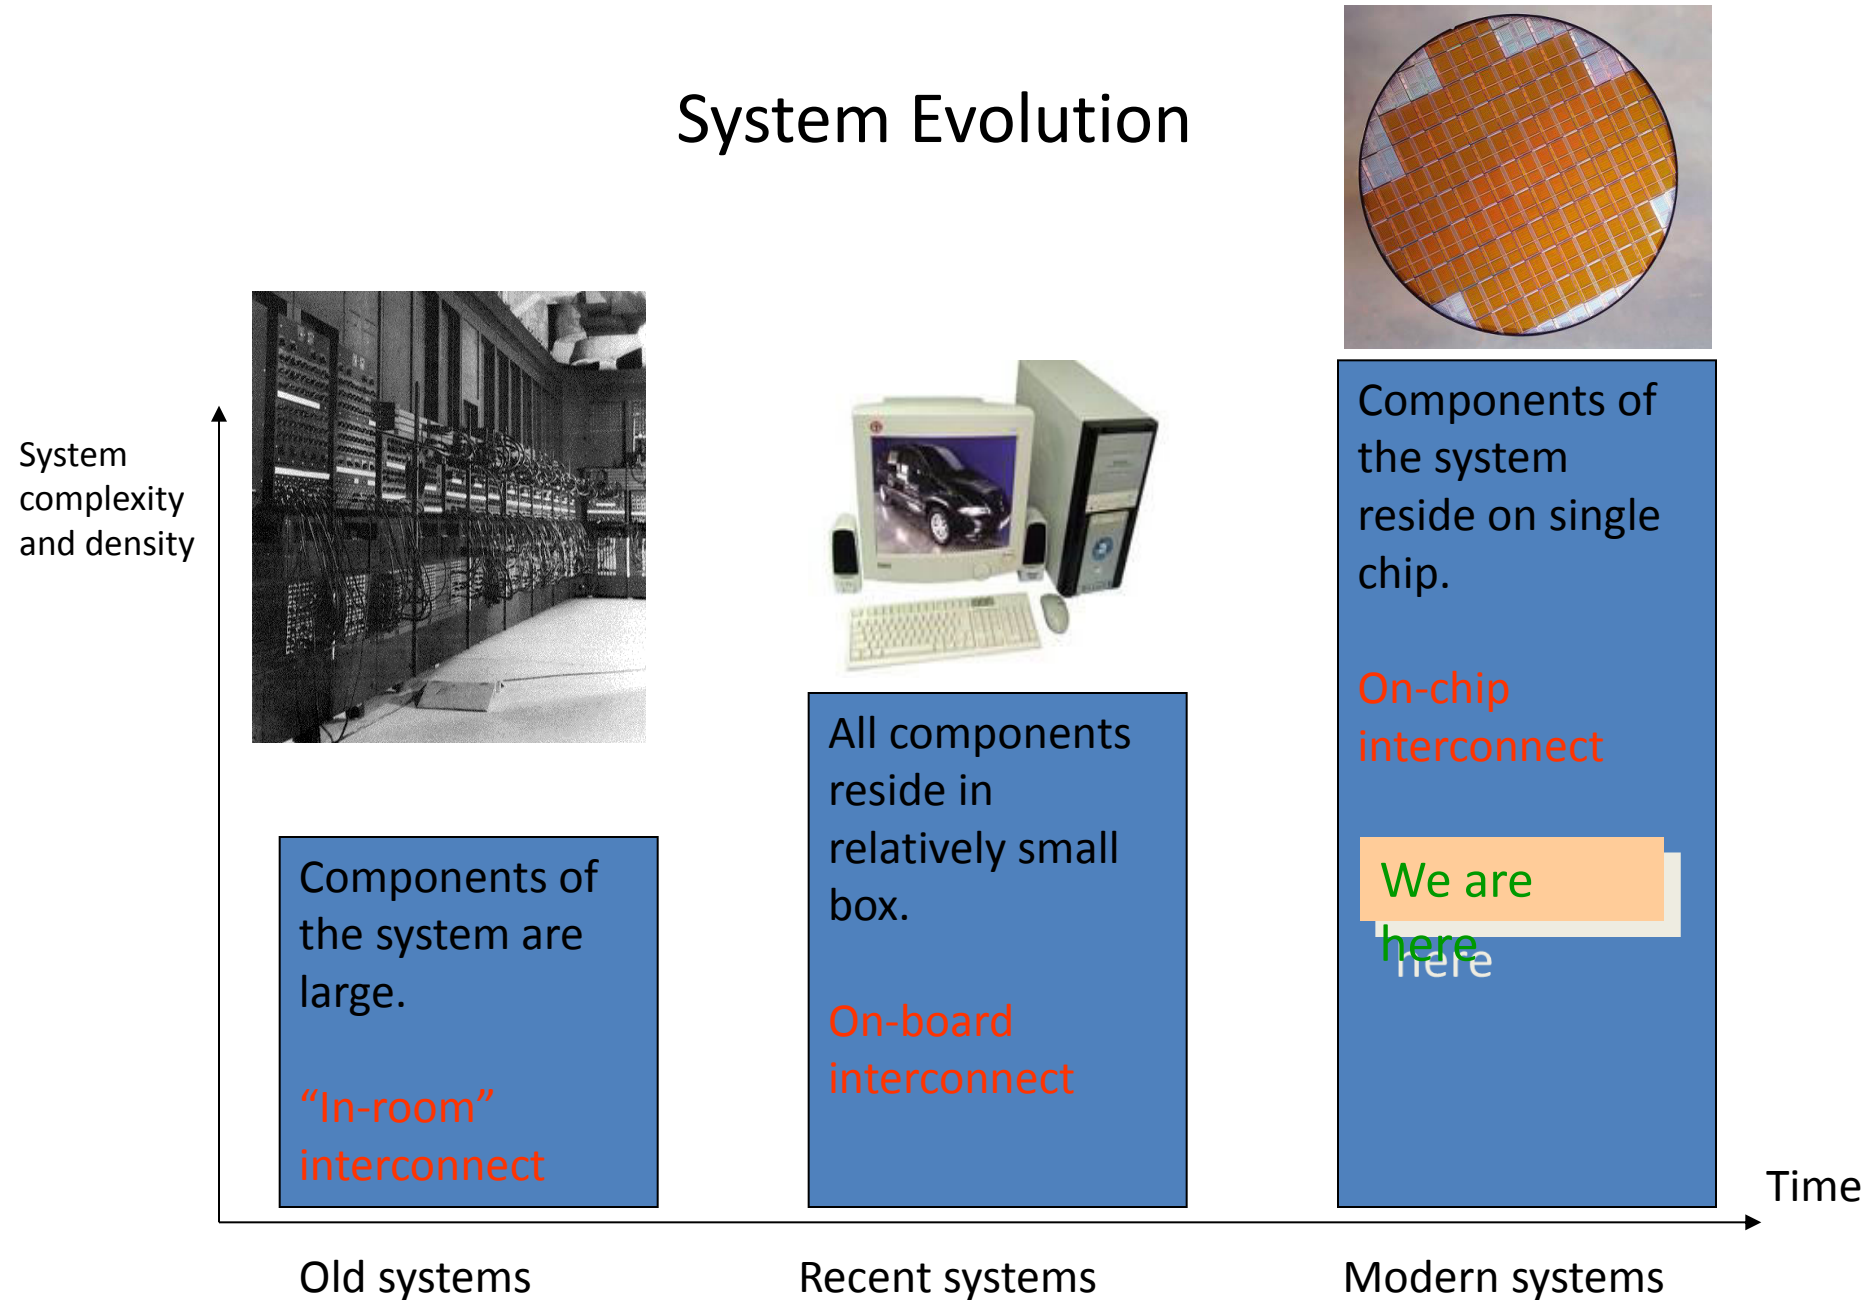 System Evolution
System
complexity
and density
Components of
the system are
large.
“In-room”
interconnect
All components
reside in
relatively small
box.
On-board
interconnect
Components of
the system
reside on single
chip.
On-chip
interconnect
We are
here
Time
Old systems
Recent systems
Modern systems